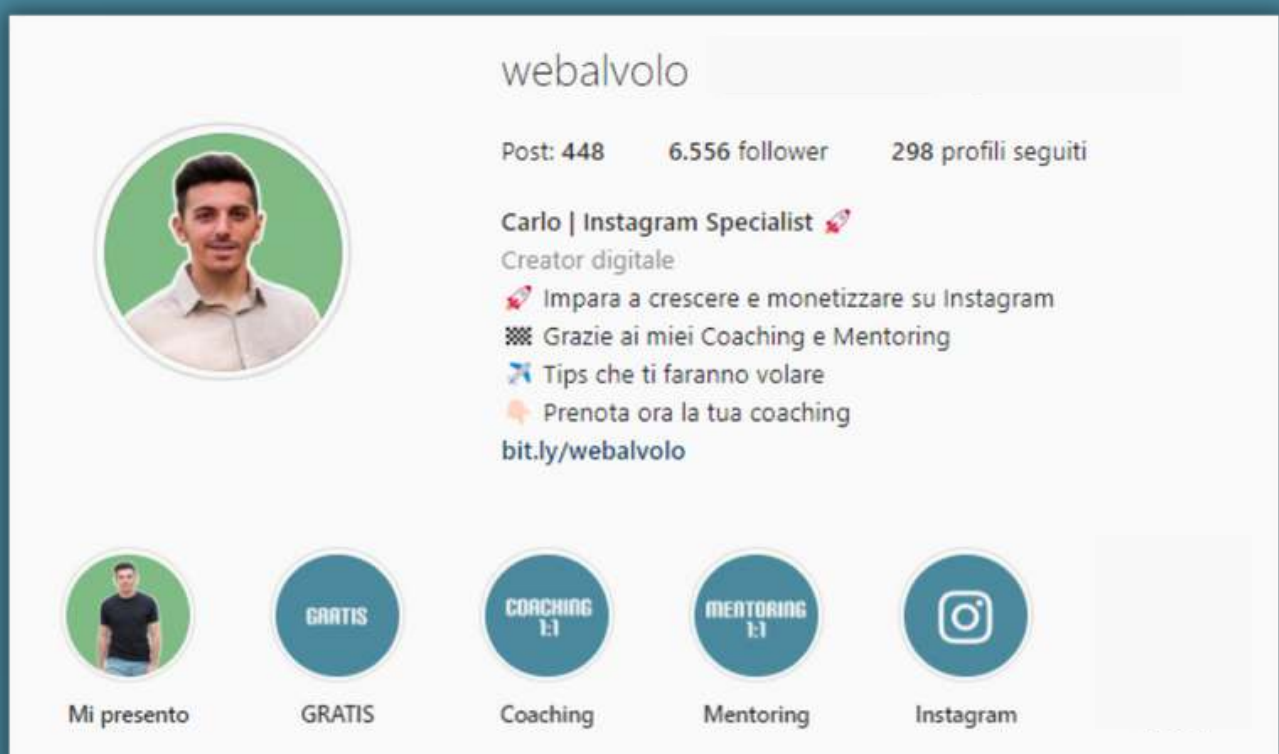 webalvolo
Post: 448 6.556 follower 298 profili seguiti
Carlo | Instagram Specialist 🚀
Creator digitale
🚀 Impara a crescere e monetizzare su Instagram
🏁 Grazie ai miei Coaching e Mentoring
✈️ Tips che ti faranno volare
👇🏻 Prenota ora la tua coaching
bit.ly/webalvolo
GRATIS
COACHING
1:1
MENTORING
1:1
Mi presento
GRATIS
Coaching
Mentoring
Instagram